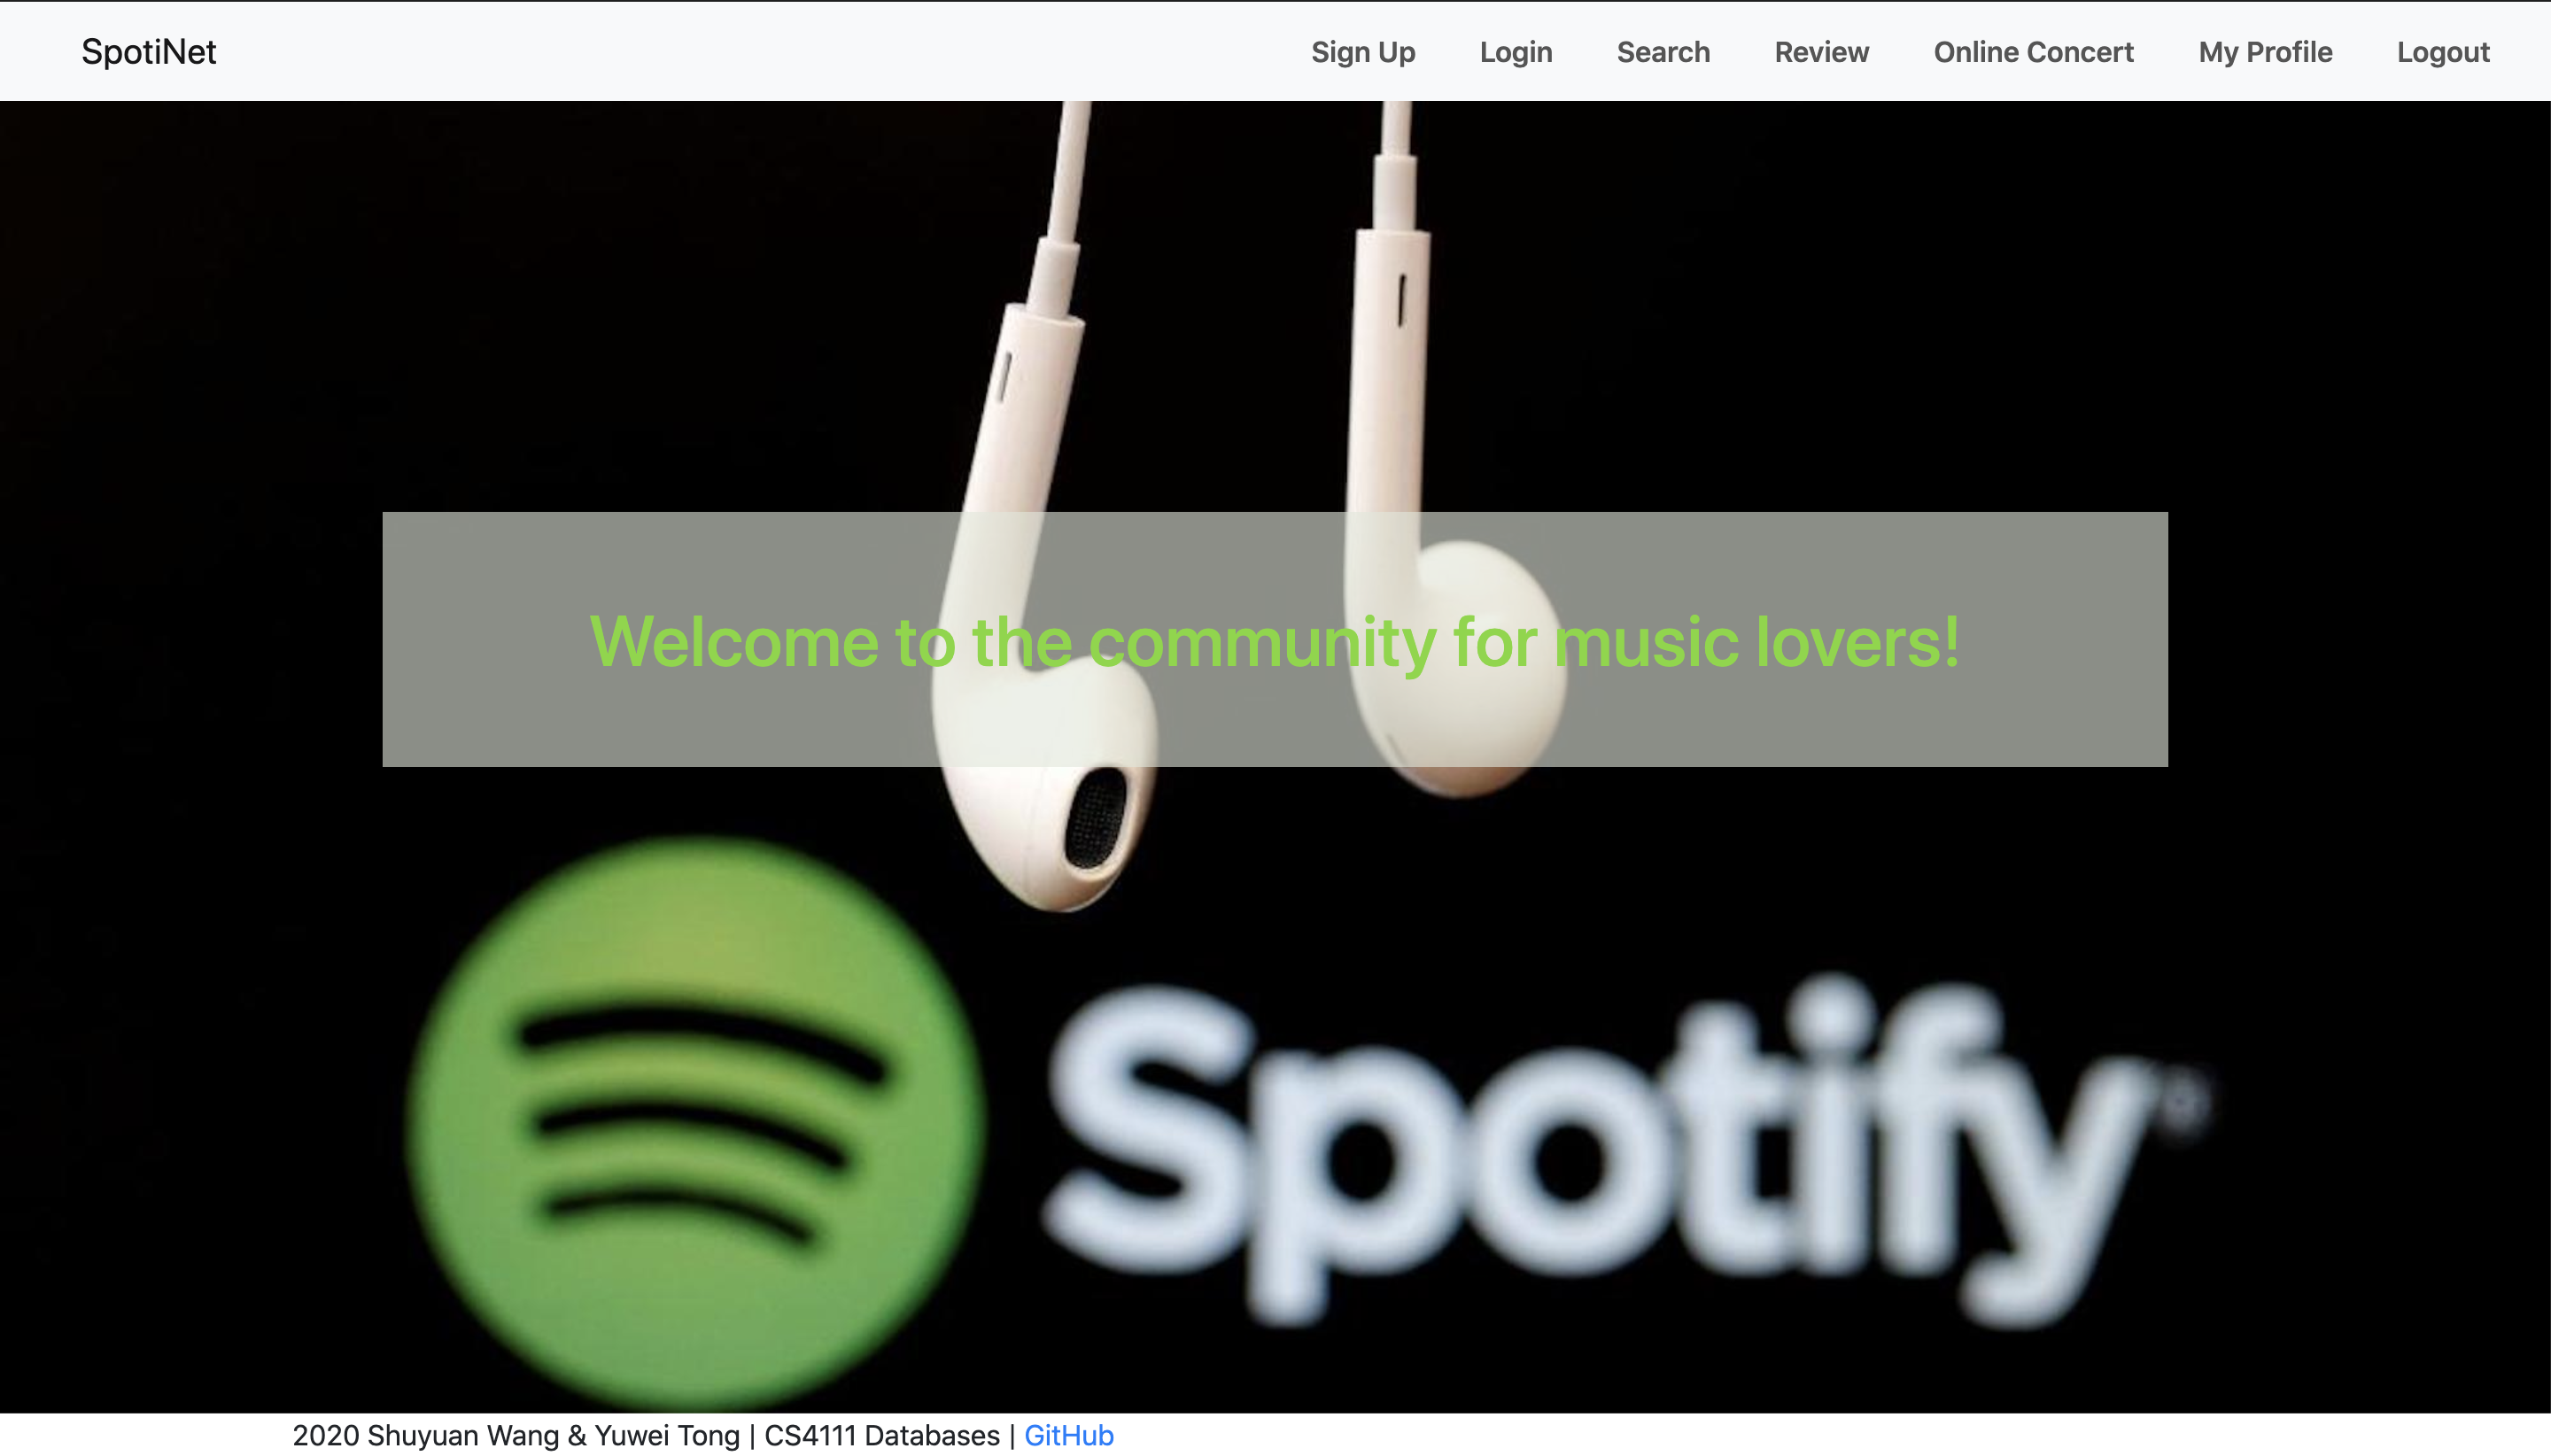 SpotiNet Sign Up Login Search Review Online Concert My Profile Logout
Welcome to the community for music lovers!
Spotify®
2020 Shuyuan Wang & Yuwei Tong | CS4111 Databases | GitHub